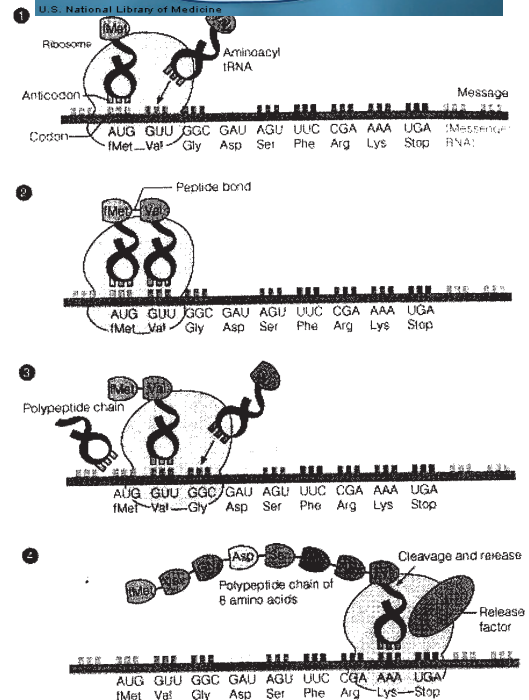 U.S. National Library of Medicine
1
fMet
Ribosome
Aminoacyl
tRNA
Anticodon
Message
Codon
AUG GUU GGC GAU AGU UUC CGA AAA UGA (Messenger
fMet Val Gly Asp Ser Phe Arg Lys Stop RNA)
2
Peptide bond
fMet Val
AUG GUU GGC GAU AGU UUC CGA AAA UGA
fMet Val Gly Asp Ser Phe Arg Lys Stop
3
fMet Val
Polypeptide chain
AUG GUU GGC GAU AGU UUC CGA AAA UGA
fMet Val Gly Asp Ser Phe Arg Lys Stop
4
Asp
Cleavage and release
fMet
Polypeptide chain of
8 amino acids
Release
factor
AUG GUU GGC GAU AGU UUC CGA AAA UGA
fMet Val Gly Asp Ser Phe Arg Lys Stop